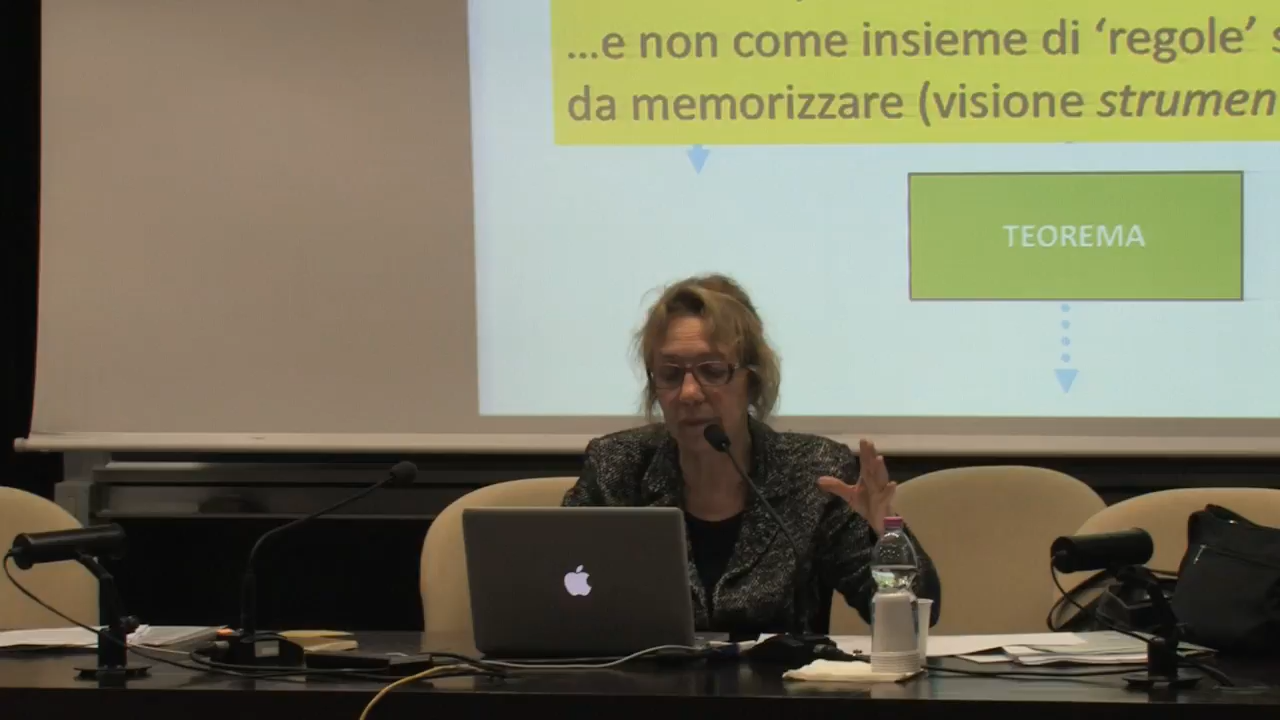 ...e non come insieme di ‘regole’
da memorizzare (visione
TEOREMA